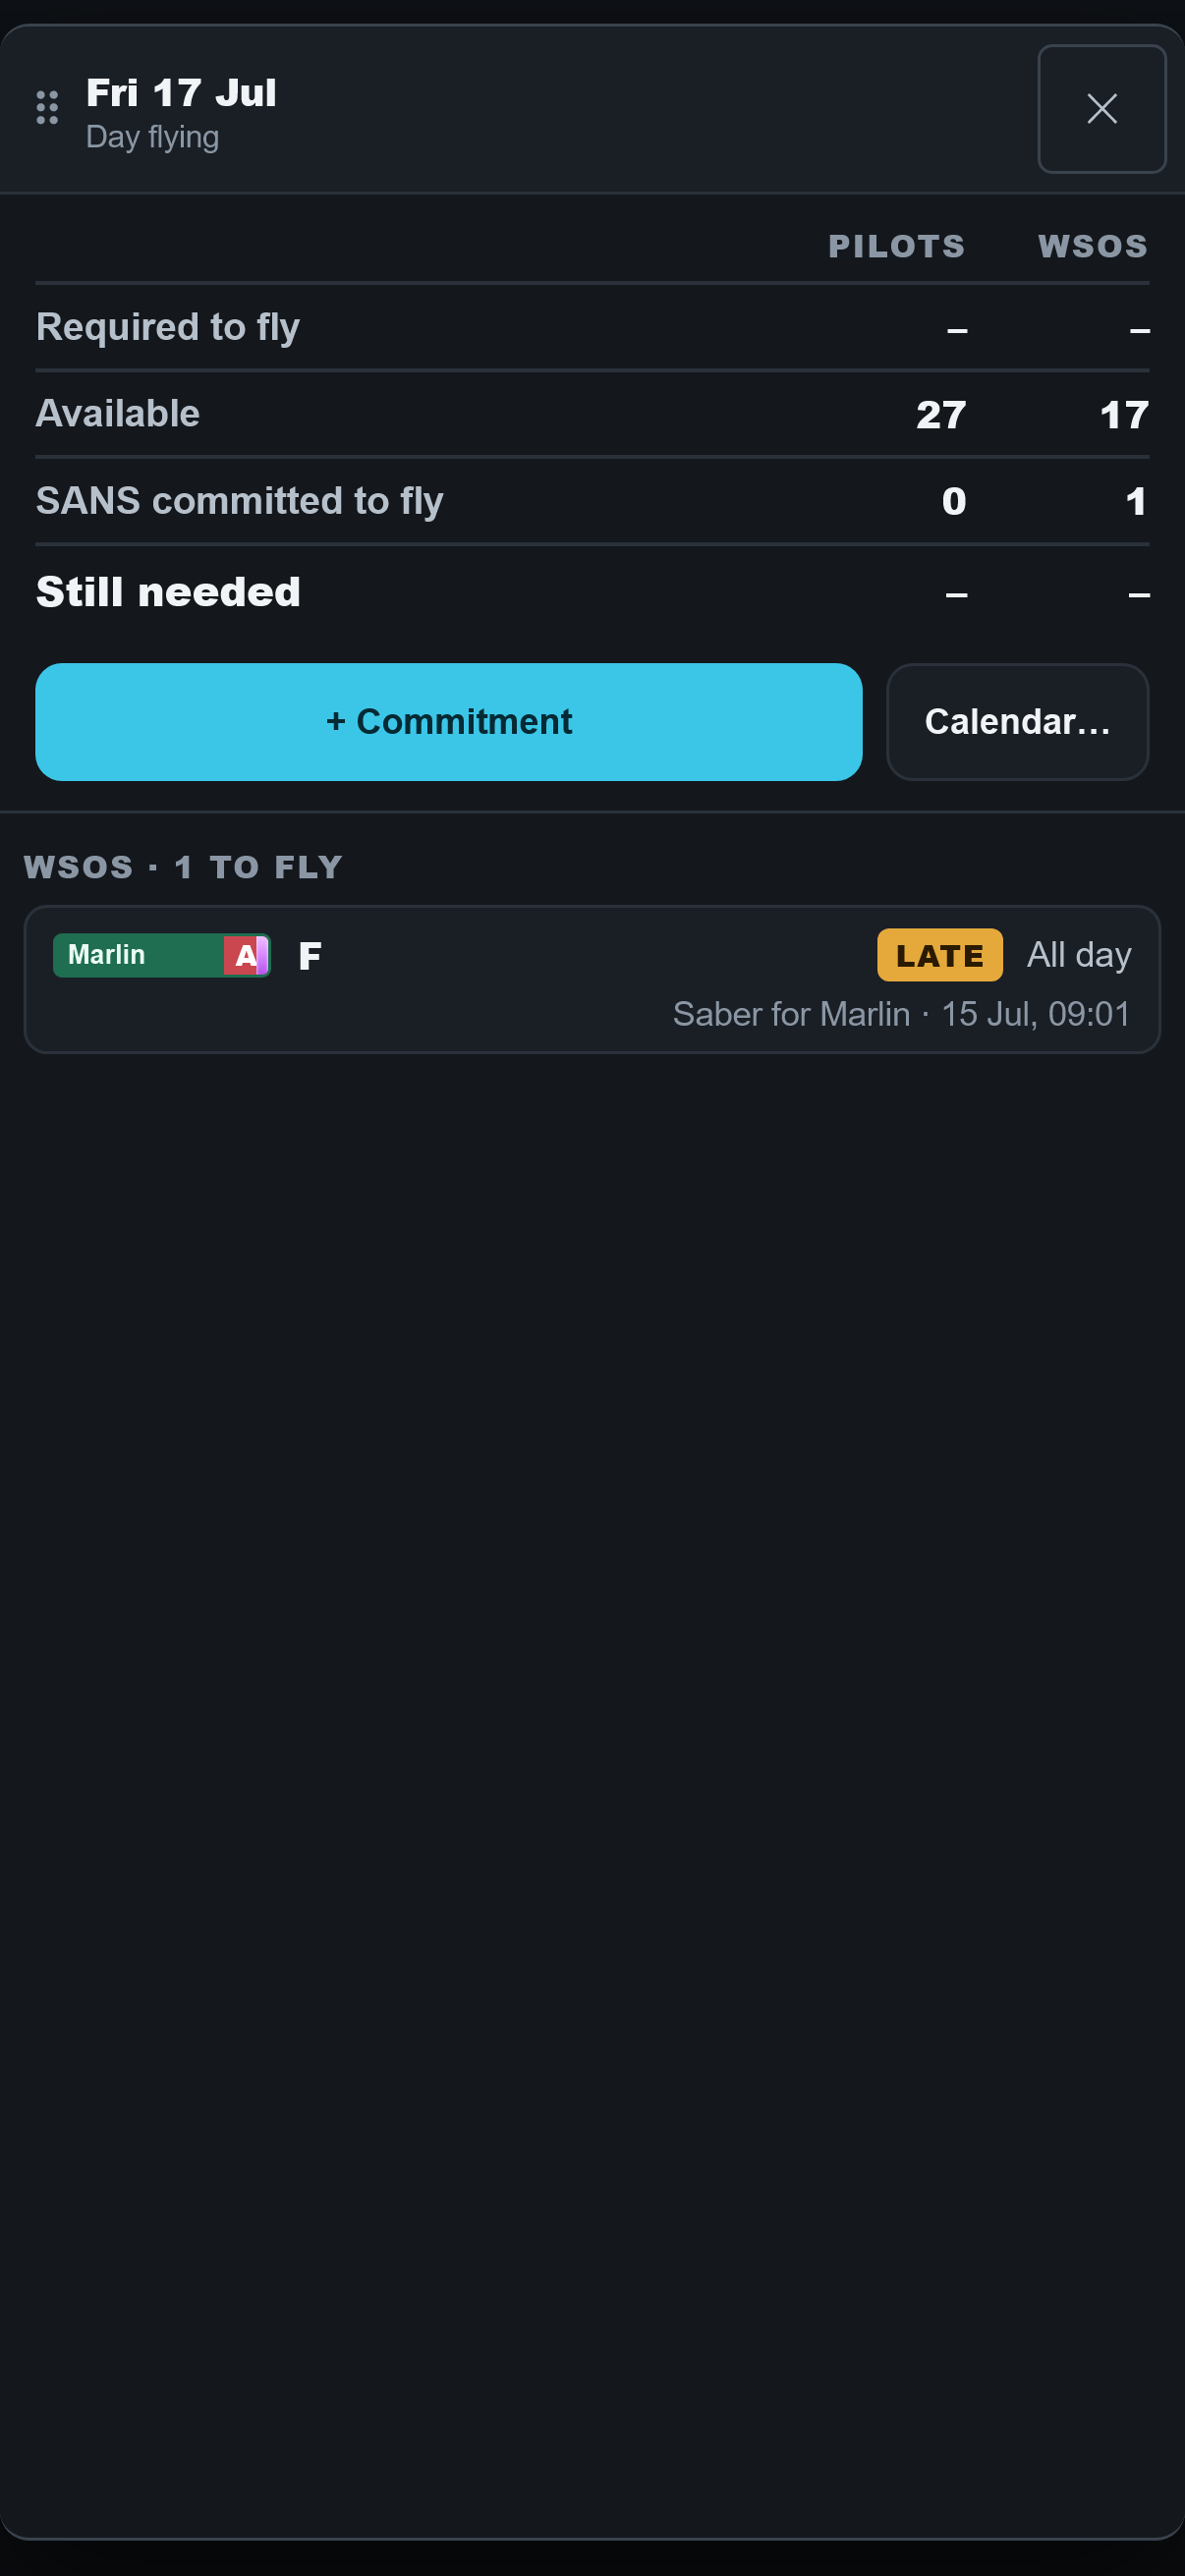 Fri 17 Jul
Day flying
PILOTS WSOS
Required to fly – –
Available 27 17
SANS committed to fly 0 1
Still needed – –
+ Commitment Calendar…
WSOS · 1 TO FLY
Marlin A F LATE All day
Saber for Marlin · 15 Jul, 09:01